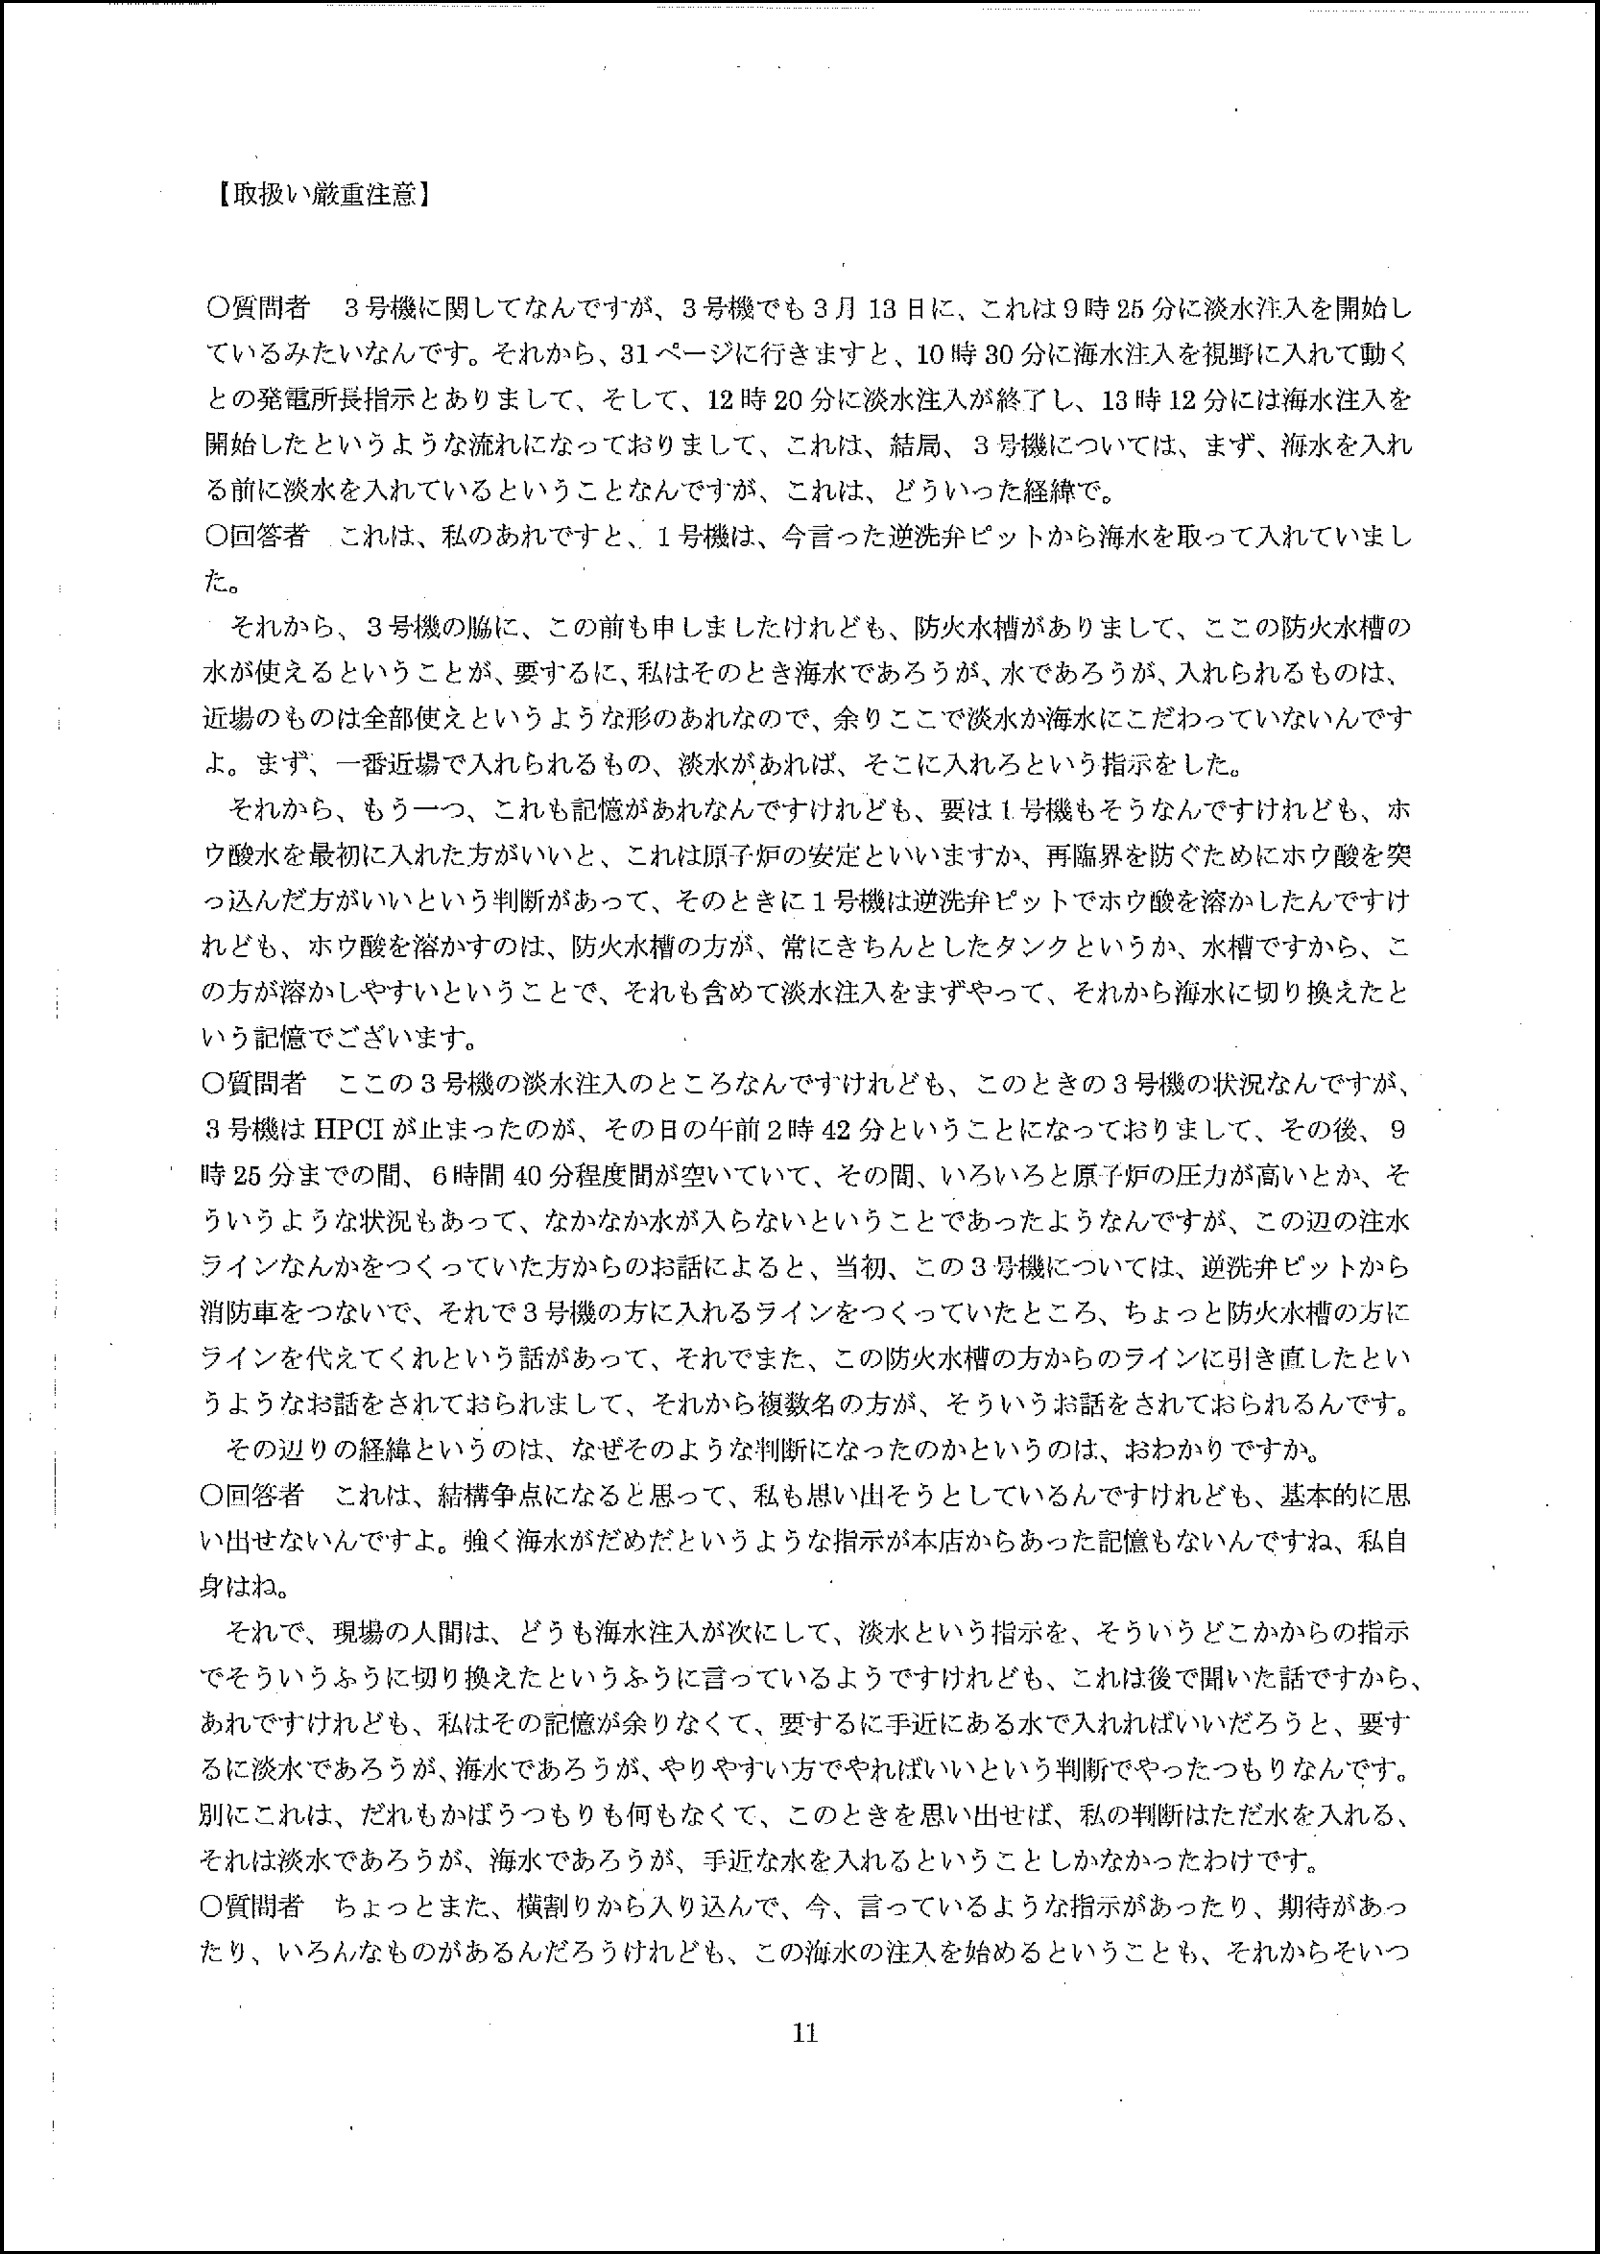 【取扱い厳重注意】
○質問者　３号機に関してなんですが、３号機でも３月 13 日に、これは９時 25 分に淡水注入を開始し
ているみたいなんです。それから、31 ページに行きますと、10 時 30 分に海水注入を視野に入れて動く
との発電所長指示とありまして、そして、12 時 20 分に淡水注入が終了し、13 時 12 分には海水注入を
開始したというような流れになっておりまして、これは、結局、３号機については、まず、海水を入れ
る前に淡水を入れているということなんですが、これは、どういった経緯で。
○回答者　これは、私のあれですと、１号機は、今言った逆洗弁ピットから海水を取って入れていまし
た。
　それから、３号機の脇に、この前も申しましたけれども、防火水槽がありまして、ここの防火水槽の
水が使えるということが、要するに、私はそのとき海水であろうが、水であろうが、入れられるものは、
近場のものは全部使えというような形のあれなので、余りここで淡水か海水にこだわっていないんです
よ。まず、一番近場で入れられるもの、淡水があれば、そこに入れろという指示をした。
　それから、もう一つ、これも記憶があれなんですけれども、要は１号機もそうなんですけれども、ホ
ウ酸水を最初に入れた方がいいと、これは原子炉の安定といいますか、再臨界を防ぐためにホウ酸を突
っ込んだ方がいいという判断があって、そのときに１号機は逆洗弁ピットでホウ酸を溶かしたんですけ
れども、ホウ酸を溶かすのは、防火水槽の方が、常にきちんとしたタンクというか、水槽ですから、こ
の方が溶かしやすいということで、それも含めて淡水注入をまずやって、それから海水に切り換えたと
いう記憶でございます。
○質問者　ここの３号機の淡水注入のところなんですけれども、このときの３号機の状況なんですが、
３号機は HPCI が止まったのが、その日の午前２時 42 分ということになっておりまして、その後、９
時 25 分までの間、６時間 40 分程度間が空いていて、その間、いろいろと原子炉の圧力が高いとか、そ
ういうような状況もあって、なかなか水が入らないということであったようなんですが、この辺の注水
ラインなんかをつくっていた方からのお話によると、当初、この３号機については、逆洗弁ピットから
消防車をつないで、それで３号機の方に入れるラインをつくっていたところ、ちょっと防火水槽の方に
ラインを代えてくれという話があって、それでまた、この防火水槽の方からのラインに引き直したとい
うようなお話をされておられまして、それから複数名の方が、そういうお話をされておられるんです。
　その辺りの経緯というのは、なぜそのような判断になったのかというのは、おわかりですか。
○回答者　これは、結構争点になると思って、私も思い出そうとしているんですけれども、基本的に思
い出せないんですよ。強く海水がだめだというような指示が本店からあった記憶もないんですね、私自
身はね。
　それで、現場の人間は、どうも海水注入が次にして、淡水という指示を、そういうどこかからの指示
でそういうふうに切り換えたというふうに言っているようですけれども、これは後で聞いた話ですから、
あれですけれども、私はその記憶が余りなくて、要するに手近にある水で入れればいいだろうと、要す
るに淡水であろうが、海水であろうが、やりやすい方でやればいいという判断でやったつもりなんです。
別にこれは、だれもかばうつもりも何もなくて、このときを思い出せば、私の判断はただ水を入れる、
それは淡水であろうが、海水であろうが、手近な水を入れるということしかなかったわけです。
○質問者　ちょっとまた、横割りから入り込んで、今、言っているような指示があったり、期待があっ
たり、いろんなものがあるんだろうけれども、この海水の注入を始めるということも、それからそいつ
11